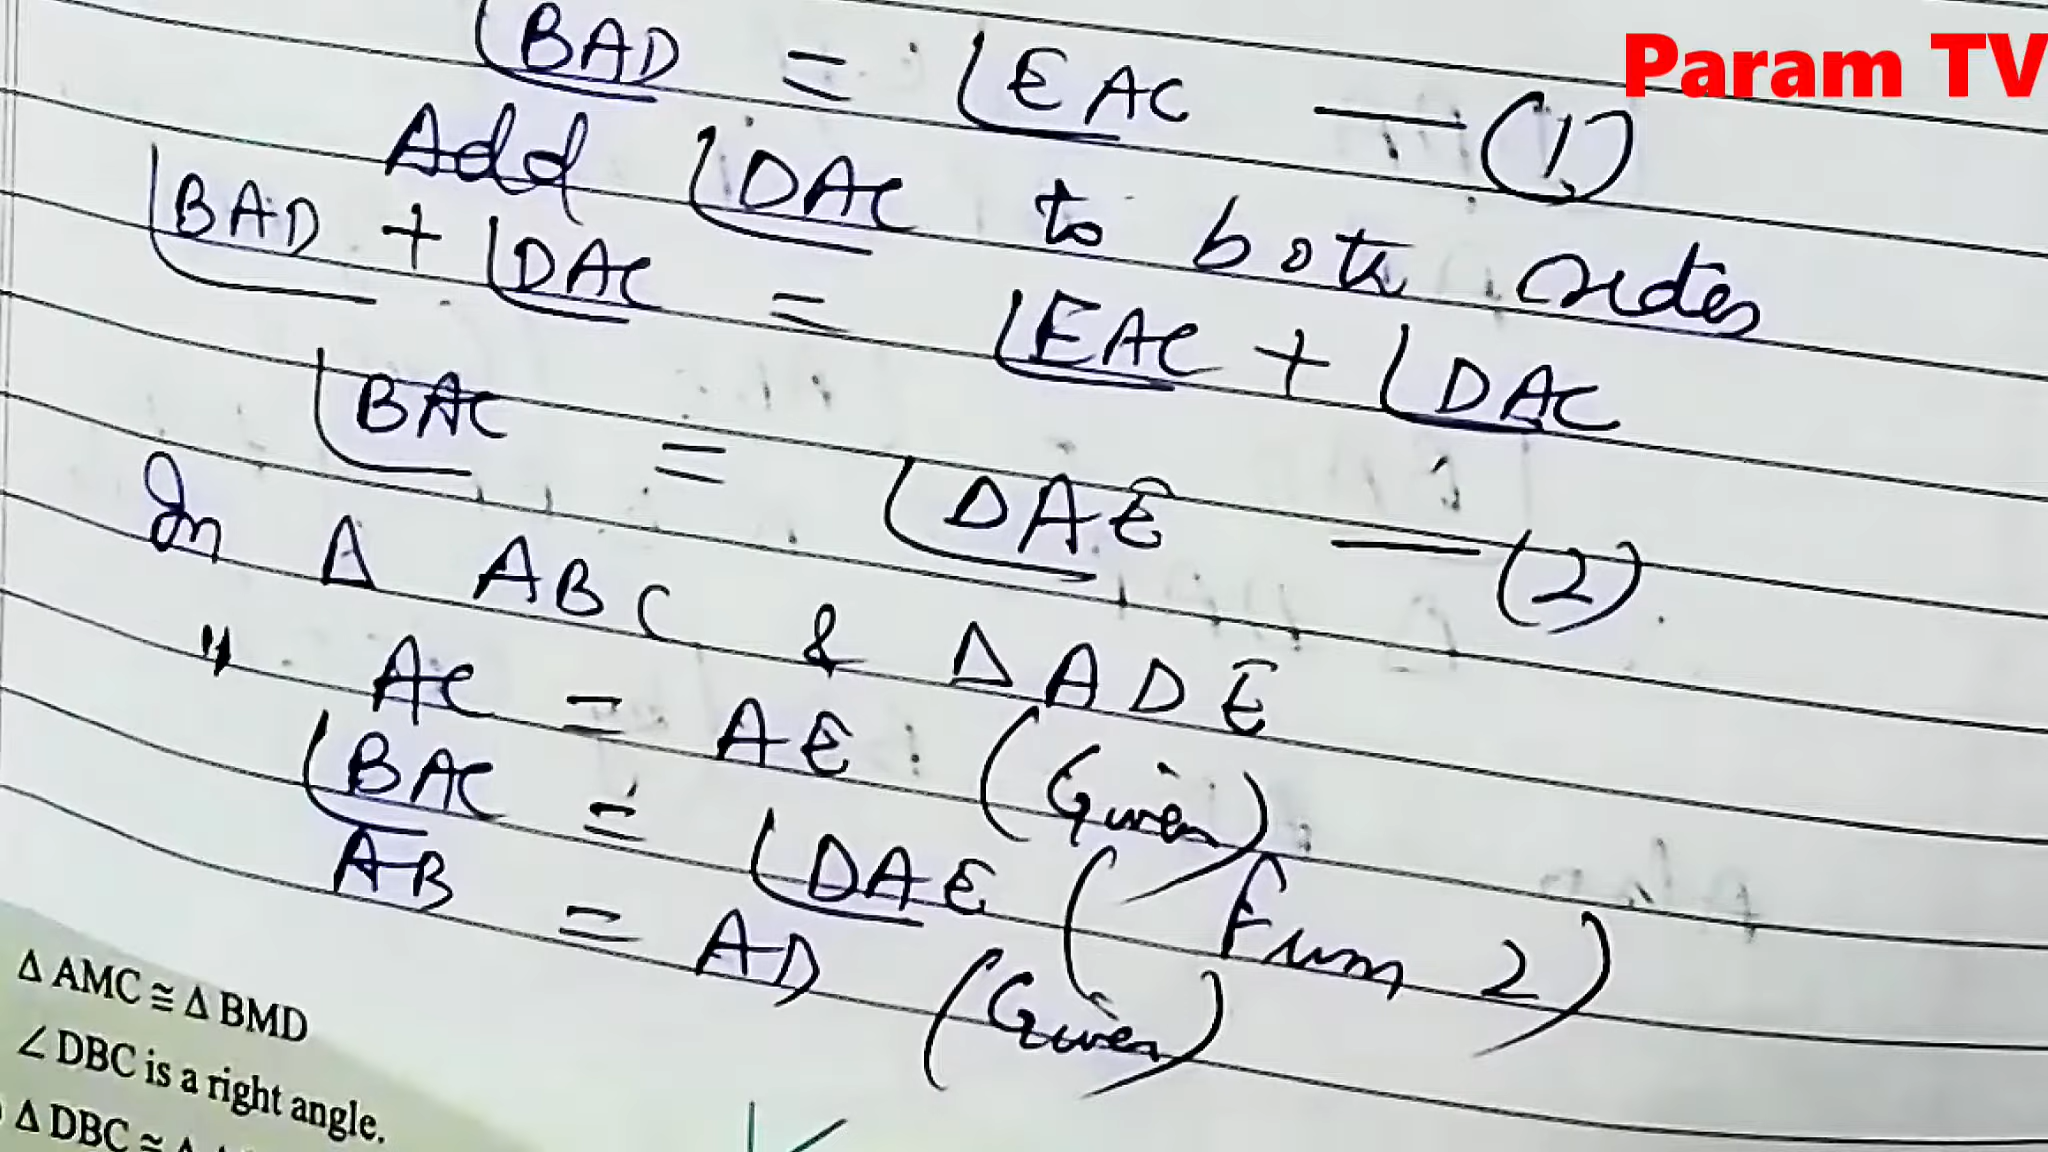 Param TV
∠BAD = ∠EAC — (1)
Add ∠DAC to both sides
∠BAD + ∠DAC = ∠EAC + ∠DAC
∠BAC = ∠DAE — (2).
In Δ ABC & Δ ADE
" AC = AE (Given)
∠BAC = ∠DAE (From 2)
AB = AD (Given)
Δ AMC ≅ Δ BMD
∠ DBC is a right angle.
Δ DBC ≅ Δ